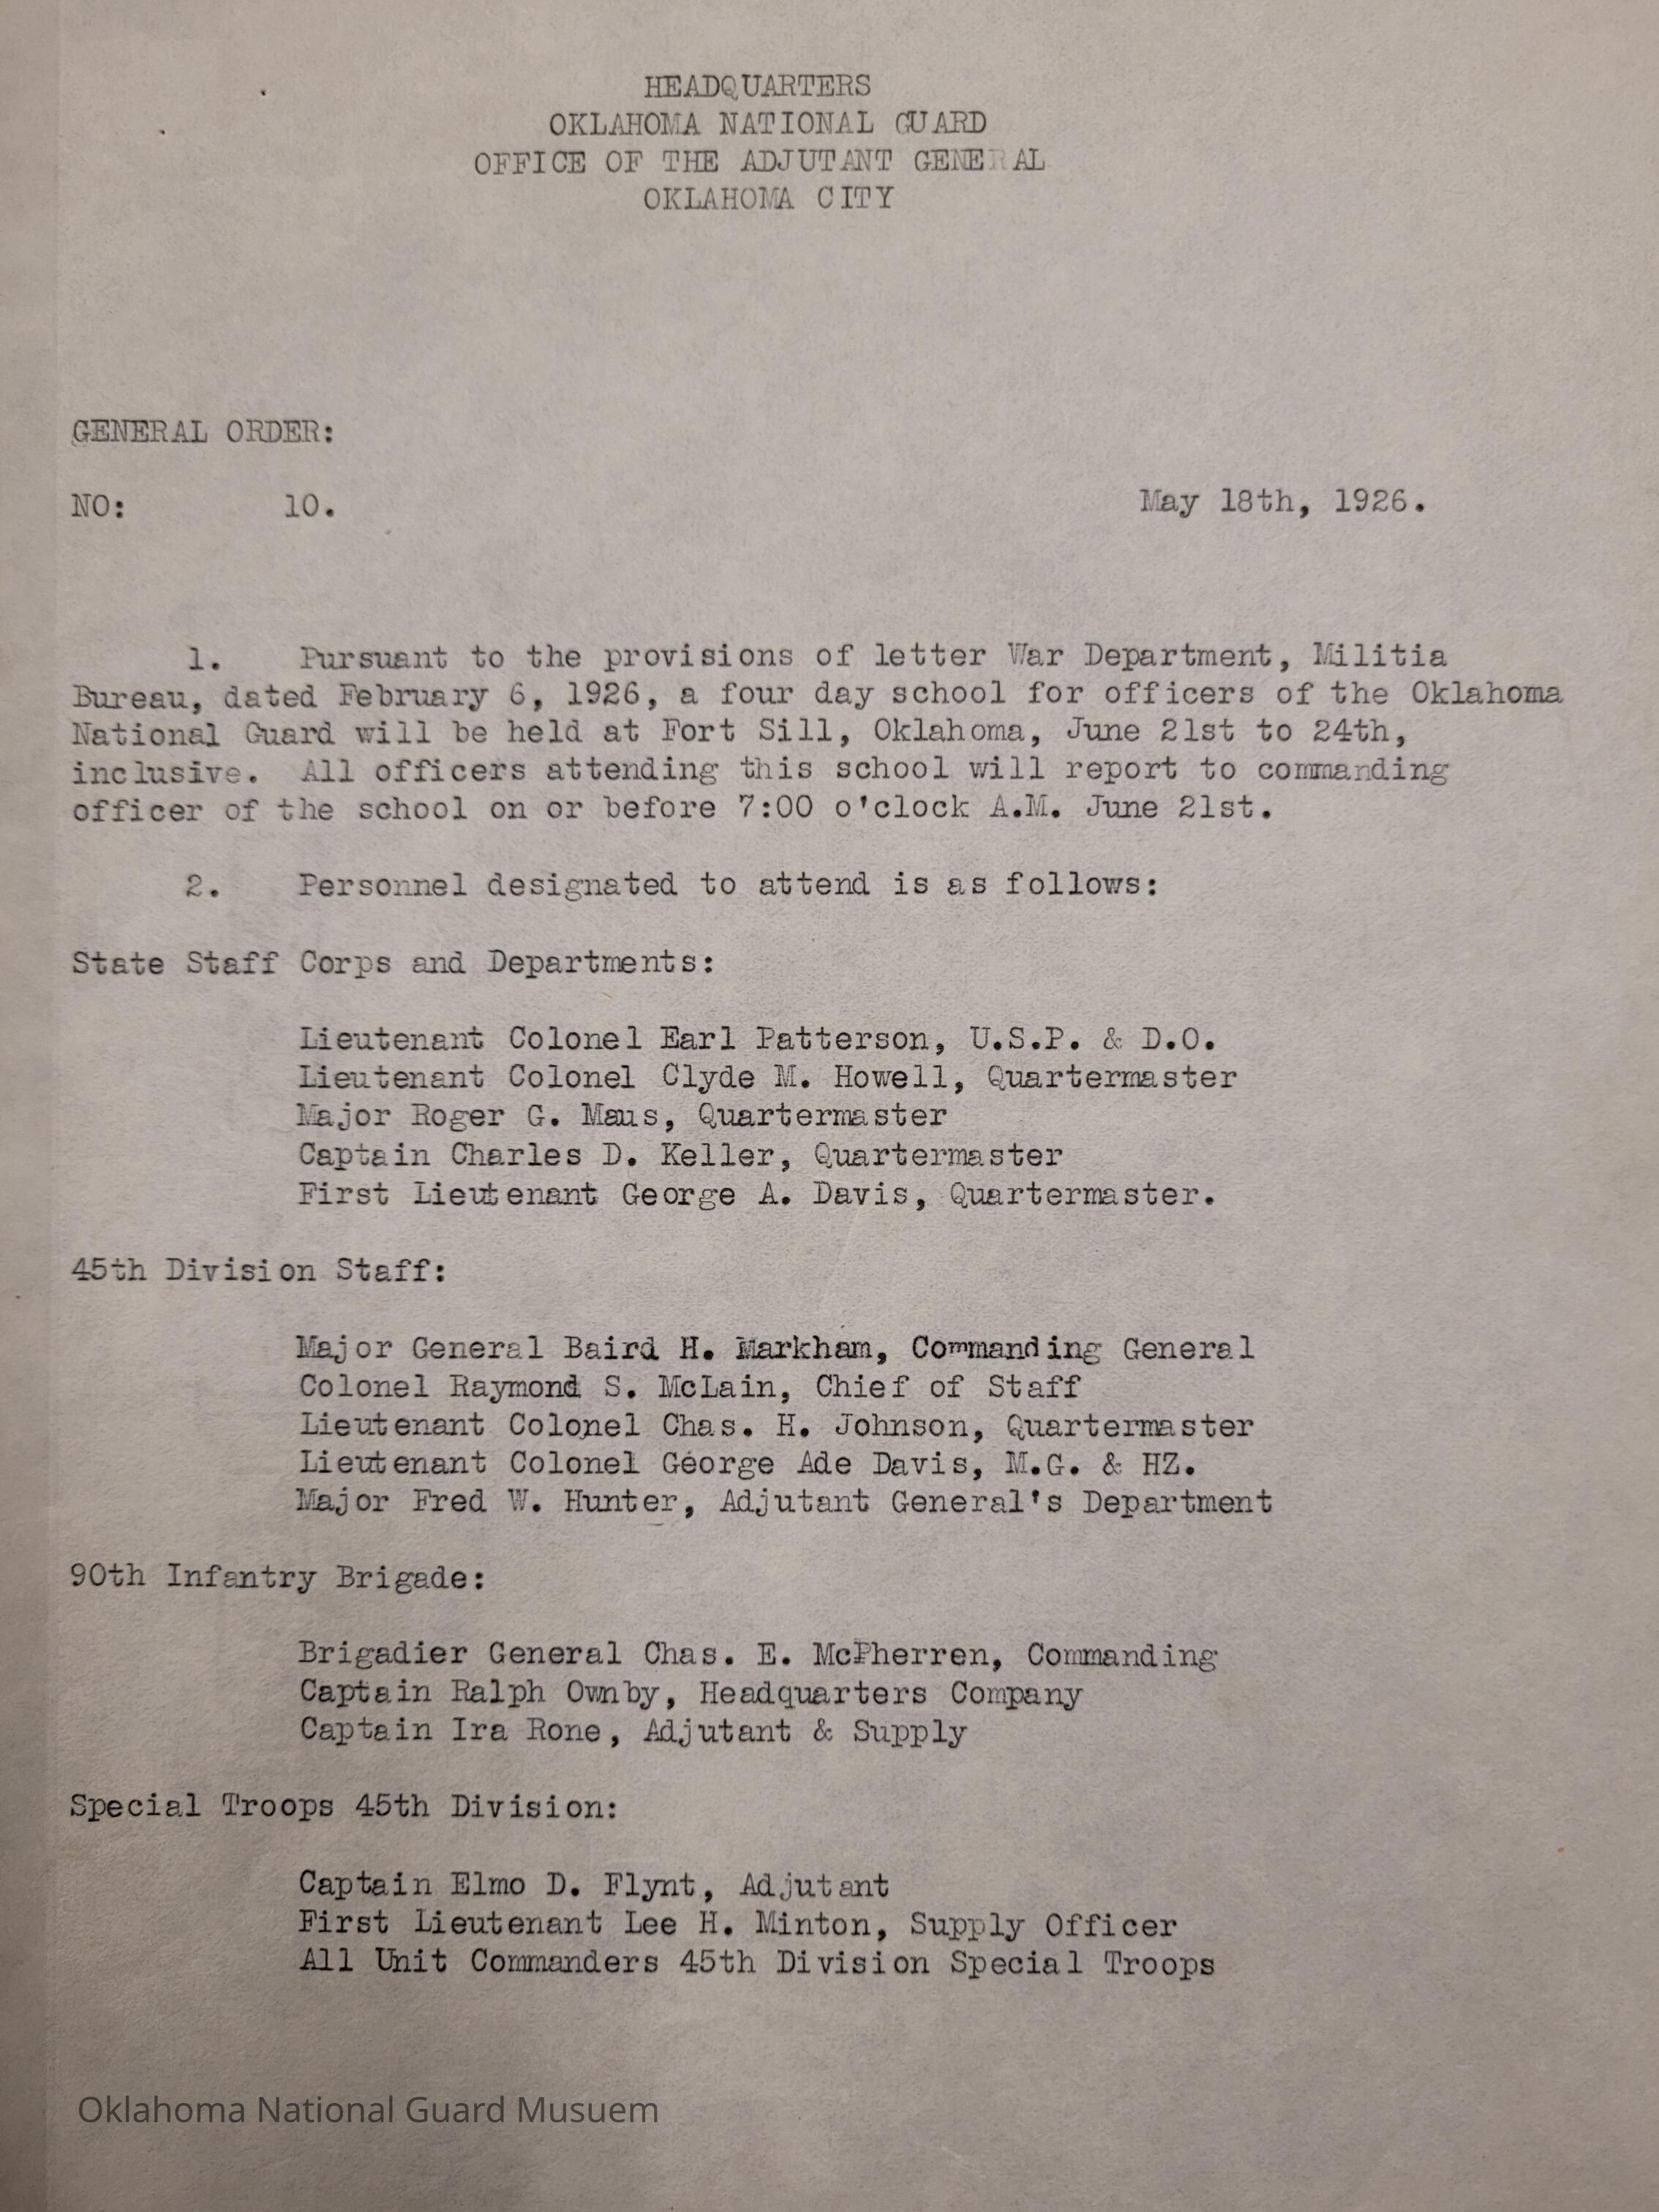 HEADQUARTERS
OKLAHOMA NATIONAL GUARD
OFFICE OF THE ADJUTANT GENERAL
OKLAHOMA CITY
GENERAL ORDER:
NO: 10. May 18th, 1926.
1. Pursuant to the provisions of letter War Department, Militia
Bureau, dated February 6, 1926, a four day school for officers of the Oklahoma
National Guard will be held at Fort Sill, Oklahoma, June 21st to 24th,
inclusive. All officers attending this school will report to commanding
officer of the school on or before 7:00 o'clock A.M. June 21st.
2. Personnel designated to attend is as follows:
State Staff Corps and Departments:
Lieutenant Colonel Earl Patterson, U.S.P. & D.O.
Lieutenant Colonel Clyde M. Howell, Quartermaster
Major Roger G. Maus, Quartermaster
Captain Charles D. Keller, Quartermaster
First Lieutenant George A. Davis, Quartermaster.
45th Division Staff:
Major General Baird H. Markham, Commanding General
Colonel Raymond S. McLain, Chief of Staff
Lieutenant Colonel Chas. H. Johnson, Quartermaster
Lieutenant Colonel George Ade Davis, M.G. & HZ.
Major Fred W. Hunter, Adjutant General's Department
90th Infantry Brigade:
Brigadier General Chas. E. McPherren, Commanding
Captain Ralph Ownby, Headquarters Company
Captain Ira Rone, Adjutant & Supply
Special Troops 45th Division:
Captain Elmo D. Flynt, Adjutant
First Lieutenant Lee H. Minton, Supply Officer
All Unit Commanders 45th Division Special Troops
Oklahoma National Guard Musuem